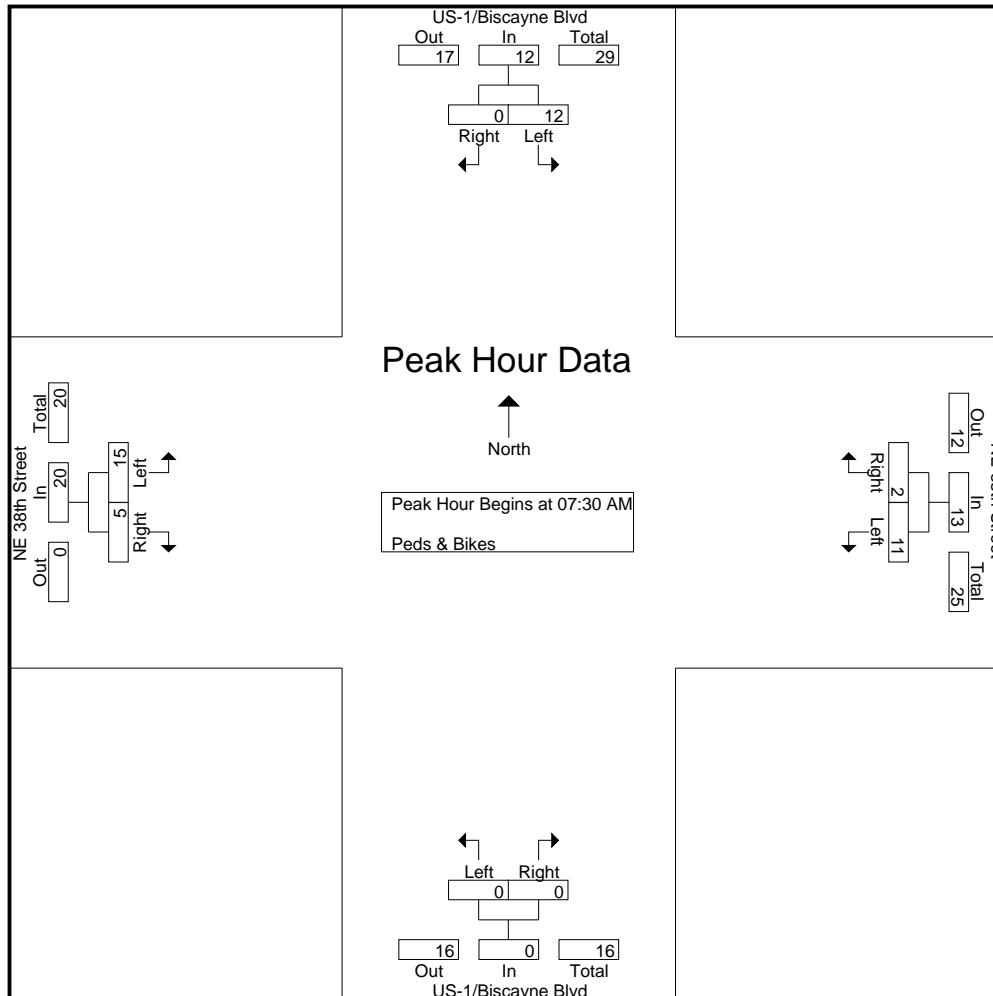 US-1/Biscayne Blvd
Out In Total
17 12 29
0 12
Right Left
Peak Hour Data
North
Peak Hour Begins at 07:30 AM
Peds & Bikes
NE 38th Street
Total In Out
20 20 0
15 5
Left Right
Out In Total
12 13 25
Right Left
2 11
Left Right
0 0
16 0 16
Out In Total
US-1/Biscayne Blvd